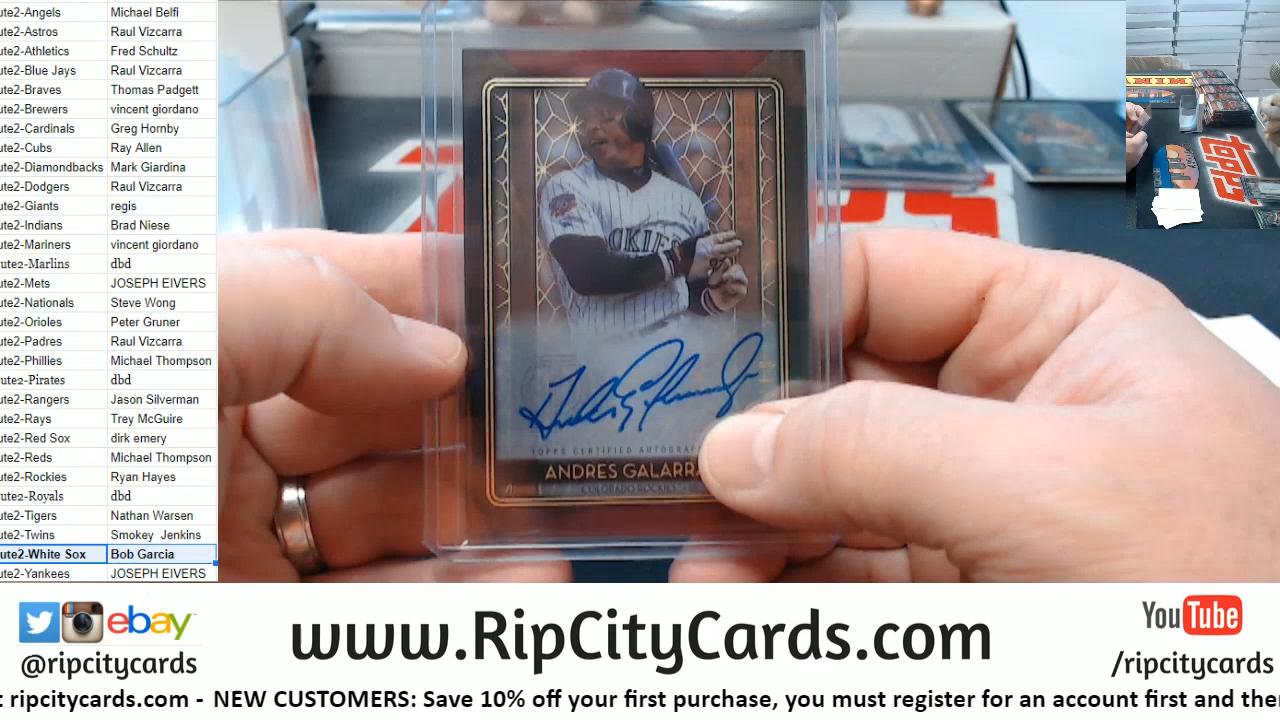 ute2-Angels Michael Belfi
ute2-Astros Raul Vizcarra
ute2-Athletics Fred Schultz
ute2-Blue Jays Raul Vizcarra
ute2-Braves Thomas Padgett
ute2-Brewers vincent giordano
ute2-Cardinals Greg Hornby
ute2-Cubs Ray Allen
ute2-Diamondbacks Mark Giardina
ute2-Dodgers Raul Vizcarra
ute2-Giants regis
ute2-Indians Brad Niese
ute2-Mariners vincent giordano
ute2-Marlins dbd
ute2-Mets JOSEPH EIVERS
ute2-Nationals Steve Wong
ute2-Orioles Peter Gruner
ute2-Padres Raul Vizcarra
ute2-Phillies Michael Thompson
ute2-Pirates dbd
ute2-Rangers Jason Silverman
ute2-Rays Trey McGuire
ute2-Red Sox dirk emery
ute2-Reds Michael Thompson
ute2-Rockies Ryan Hayes
ute2-Royals dbd
ute2-Tigers Nathan Warsen
ute2-Twins Smokey Jenkins
ute2-White Sox Bob Garcia
ute2-Yankees JOSEPH EIVERS
CKIES
TOPPS CERTIFIED AUTOGRAP
ANDRES GALARRA
COLORADO ROCKIES
topps
ebay
@ripcitycards
www.RipCityCards.com
YouTube
/ripcitycards
t ripcitycards.com - NEW CUSTOMERS: Save 10% off your first purchase, you must register for an account first and the